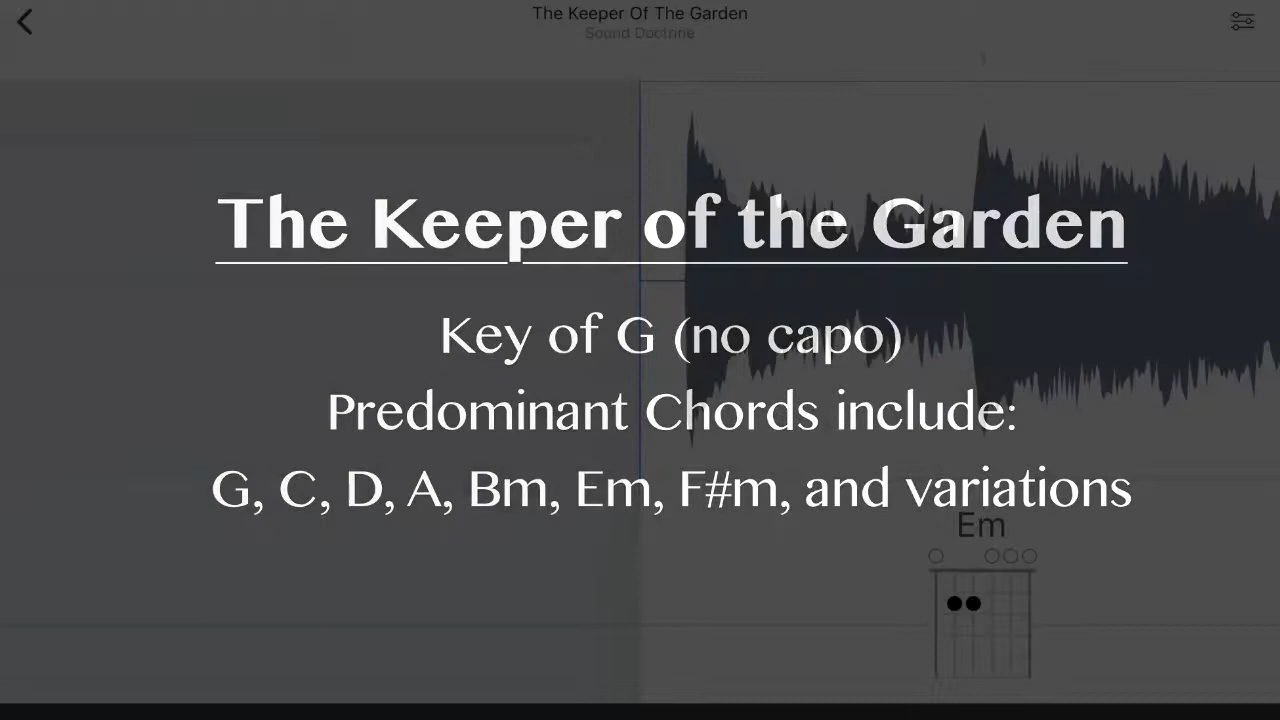 The Keeper Of The Garden
Sound Doctrine
The Keeper of the Garden
Key of G (no capo)
Predominant Chords include:
G, C, D, A, Bm, Em, F#m, and variations
Em